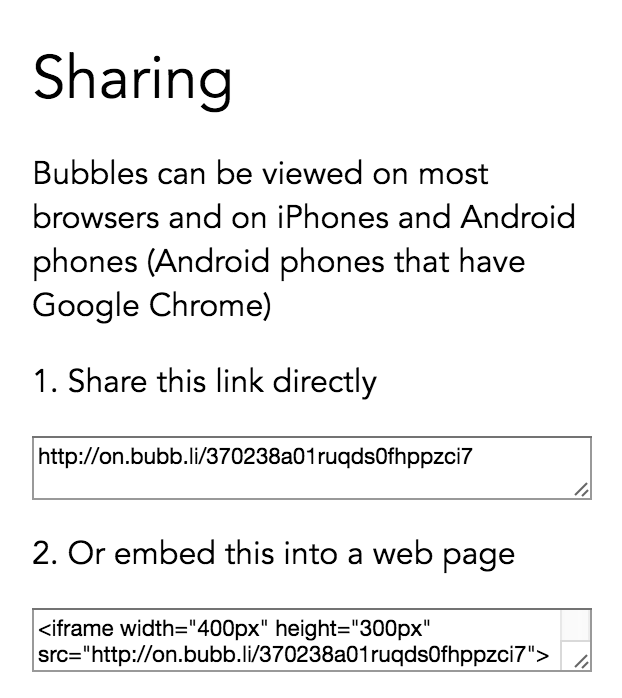 Sharing
Bubbles can be viewed on most
browsers and on iPhones and Android
phones (Android phones that have
Google Chrome)
1. Share this link directly
http://on.bubb.li/370238a01ruqds0fhppzci7
2. Or embed this into a web page
<iframe width="400px" height="300px"
src="http://on.bubb.li/370238a01ruqds0fhppzci7">